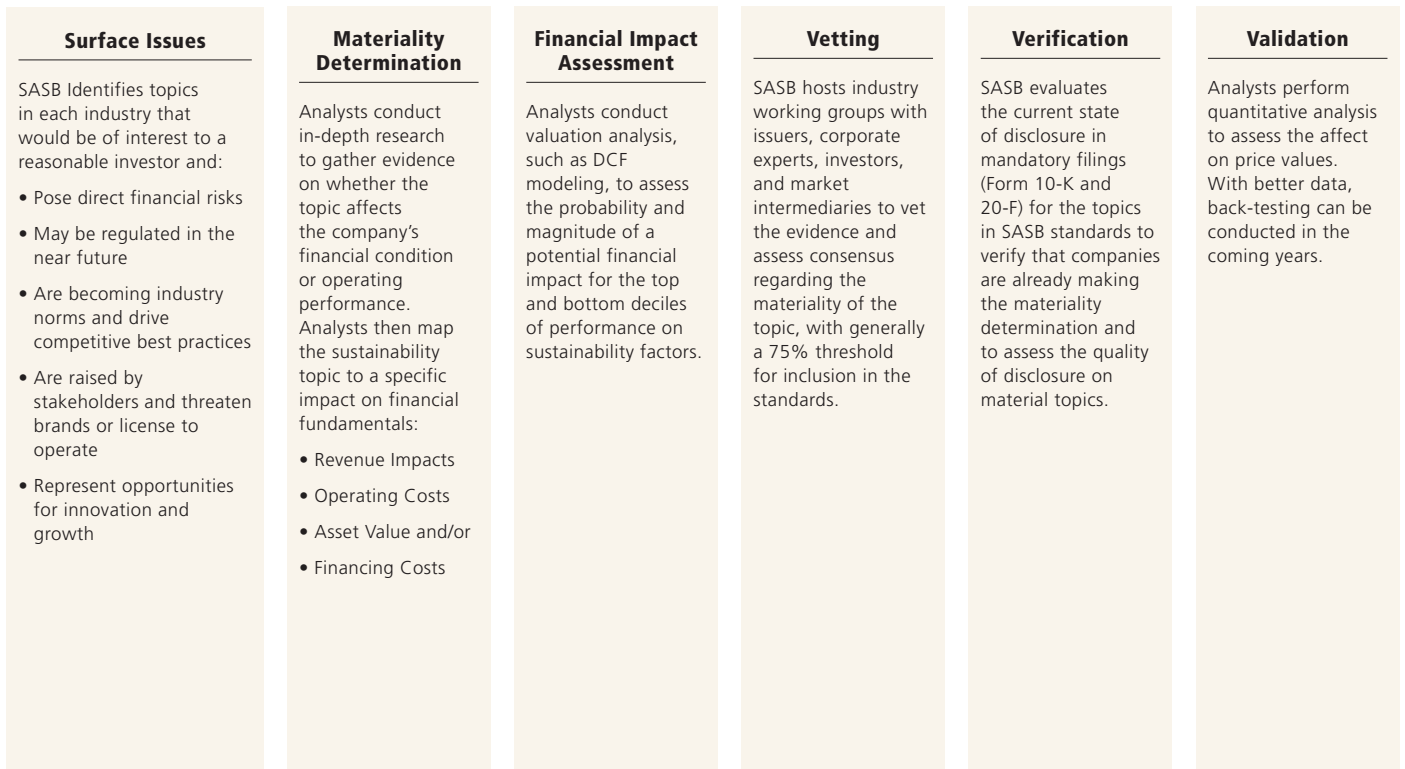 Surface Issues
SASB Identifies topics
in each industry that
would be of interest to a
reasonable investor and:
• Pose direct financial risks
• May be regulated in the
near future
• Are becoming industry
norms and drive
competitive best practices
• Are raised by
stakeholders and threaten
brands or license to
operate
• Represent opportunities
for innovation and
growth
Materiality
Determination
Analysts conduct
in-depth research
to gather evidence
on whether the
topic affects
the company’s
financial condition
or operating
performance.
Analysts then map
the sustainability
topic to a specific
impact on financial
fundamentals:
• Revenue Impacts
• Operating Costs
• Asset Value and/or
• Financing Costs
Financial Impact
Assessment
Analysts conduct
valuation analysis,
such as DCF
modeling, to assess
the probability and
magnitude of a
potential financial
impact for the top
and bottom deciles
of performance on
sustainability factors.
Vetting
SASB hosts industry
working groups with
issuers, corporate
experts, investors,
and market
intermediaries to vet
the evidence and
assess consensus
regarding the
materiality of the
topic, with generally
a 75% threshold
for inclusion in the
standards.
Verification
SASB evaluates
the current state
of disclosure in
mandatory filings
(Form 10-K and
20-F) for the topics
in SASB standards to
verify that companies
are already making
the materiality
determination and
to assess the quality
of disclosure on
material topics.
Validation
Analysts perform
quantitative analysis
to assess the affect
on price values.
With better data,
back-testing can be
conducted in the
coming years.